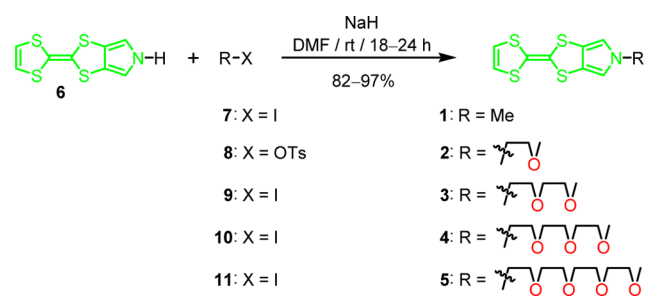 NaH
S S N–H + R–X DMF / rt / 18–24 h S S N–R
S S 82–97% S S
6
7: X = I 1: R = Me
8: X = OTs 2: R = O
9: X = I 3: R = O O
10: X = I 4: R = O O O
11: X = I 5: R = O O O O